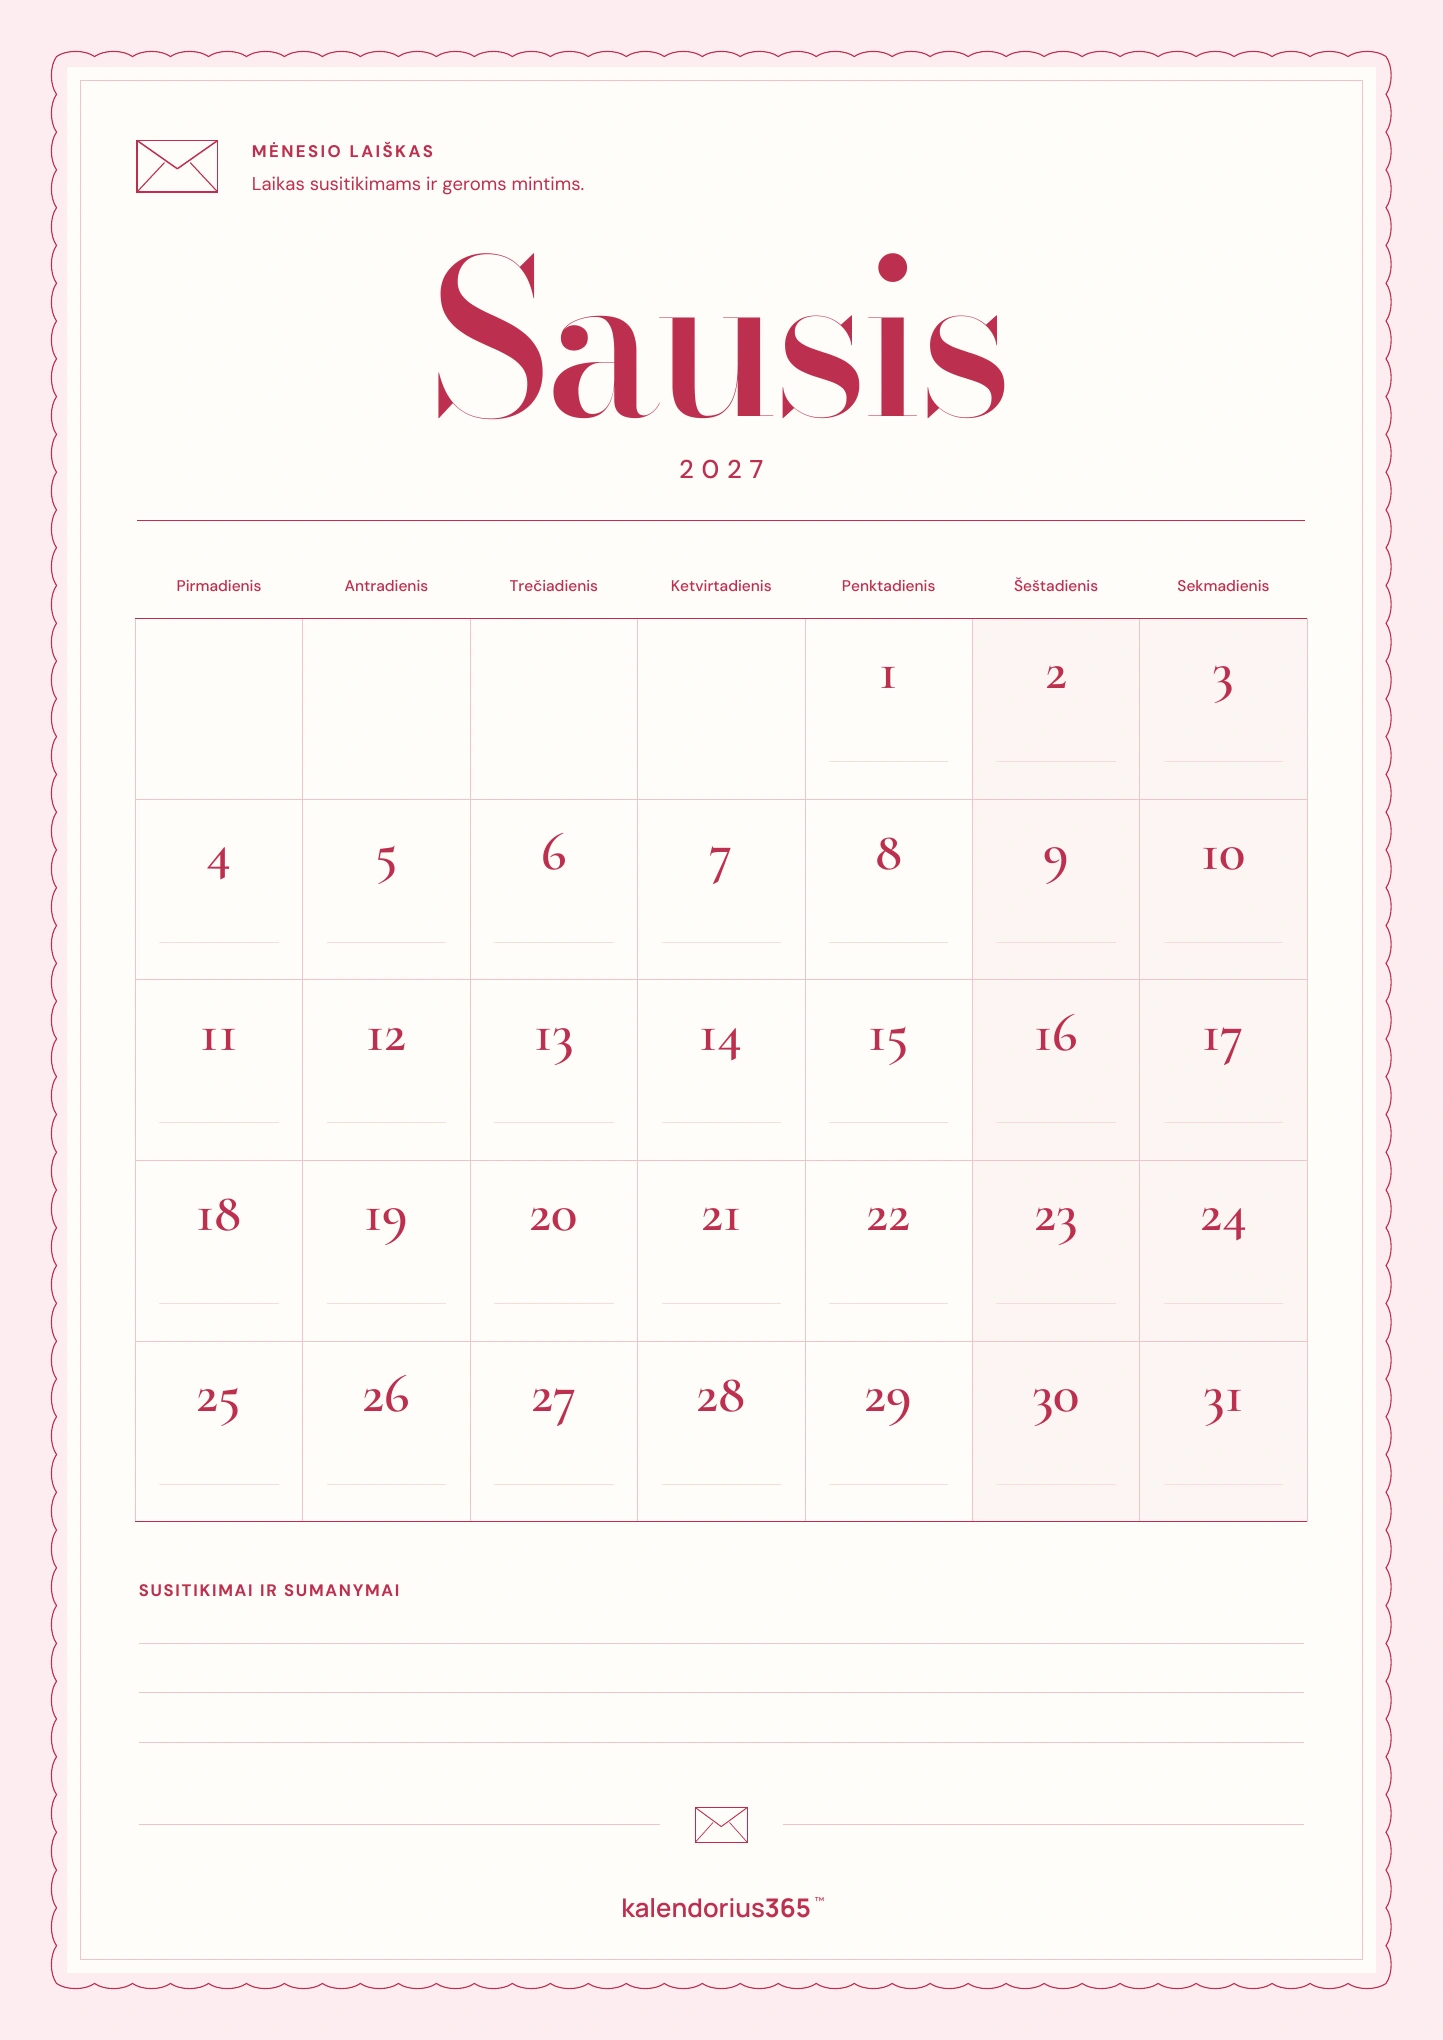 MĖNESIO LAIŠKAS
Laikas susitikimams ir geroms mintims.
Sausis
2027
Pirmadienis Antradienis Trečiadienis Ketvirtadienis Penktadienis Šeštadienis Sekmadienis
1 2 3
4 5 6 7 8 9 10
11 12 13 14 15 16 17
18 19 20 21 22 23 24
25 26 27 28 29 30 31
SUSITIKIMAI IR SUMANYMAI
kalendorius365™